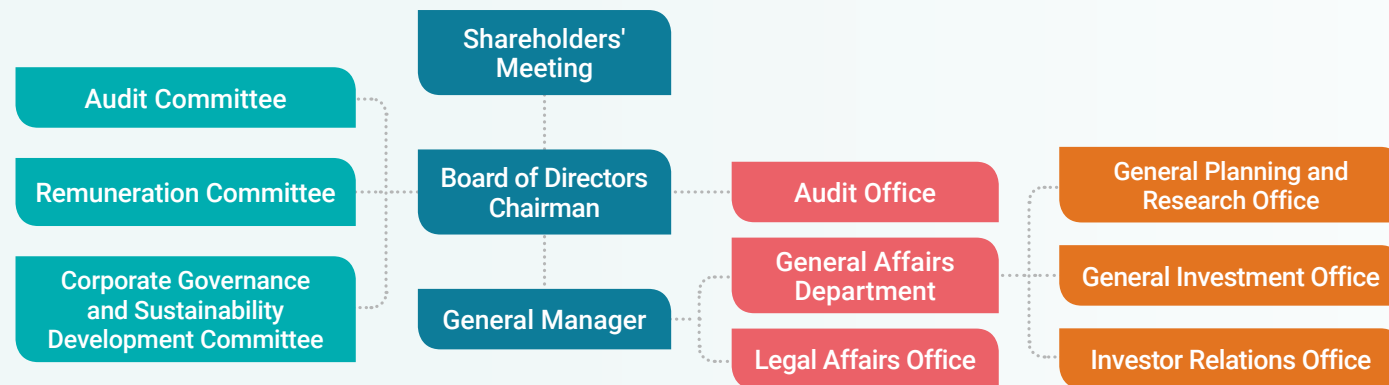 Shareholders'
Meeting
Audit Committee
Remuneration Committee
Board of Directors
Chairman
Audit Office
General Planning and
Research Office
Corporate Governance
and Sustainability
Development Committee
General Manager
General Affairs
Department
General Investment Office
Legal Affairs Office
Investor Relations Office